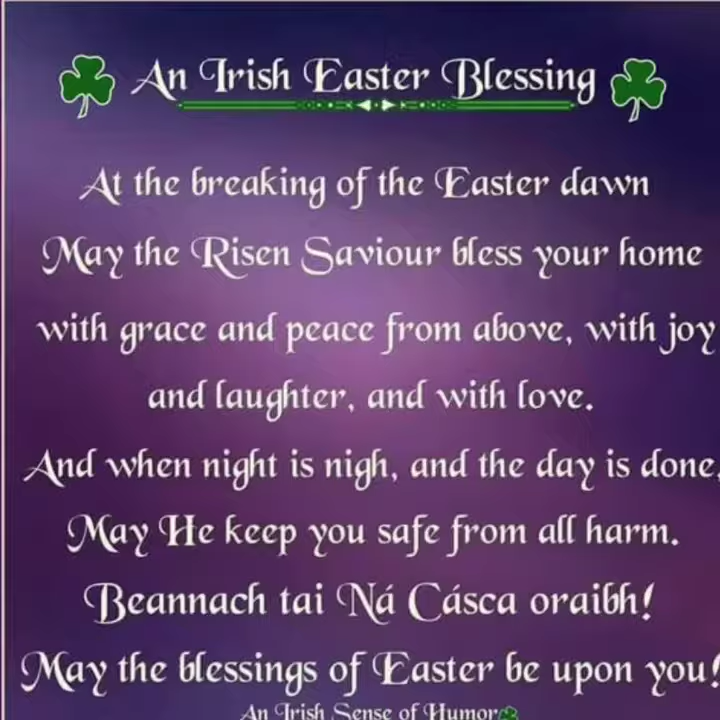 An Irish Easter Blessing
At the breaking of the Easter dawn
May the Risen Saviour bless your home
with grace and peace from above, with joy
and laughter, and with love.
And when night is nigh, and the day is done,
May He keep you safe from all harm.
Beannach tai Ná Cásca oraibh!
May the blessings of Easter be upon you!
An Irish Sense of Humor